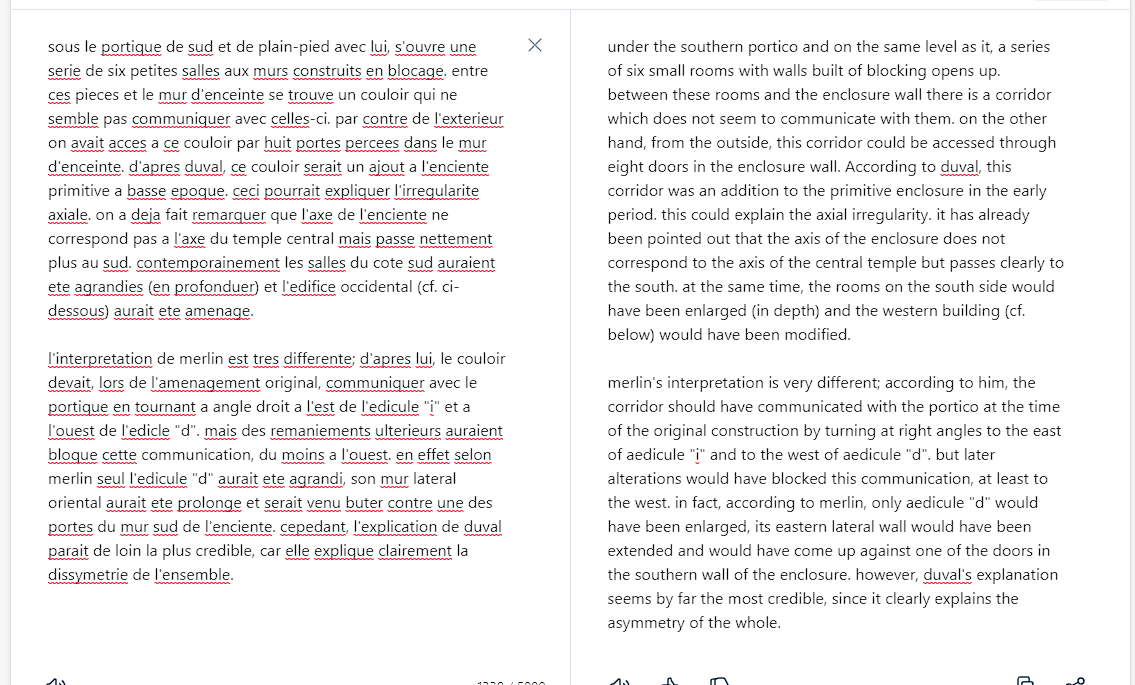 sous le portique de sud et de plain-pied avec lui, s'ouvre une
serie de six petites salles aux murs construits en blocage. entre
ces pieces et le mur d'enceinte se trouve un couloir qui ne
semble pas communiquer avec celles-ci. par contre de l'exterieur
on avait acces a ce couloir par huit portes percees dans le mur
d'enceinte. d'apres duval, ce couloir serait un ajout a l'enciente
primitive a basse epoque. ceci pourrait expliquer l'irregularite
axiale. on a deja fait remarquer que l'axe de l'enciente ne
correspond pas a l'axe du temple central mais passe nettement
plus au sud. contemporainement les salles du cote sud auraient
ete agrandies (en profonduer) et l'edifice occidental (cf. ci-
dessous) aurait ete amenage.
l'interpretation de merlin est tres differente; d'apres lui, le couloir
devait, lors de l'amenagement original, communiquer avec le
portique en tournant a angle droit a l'est de l'edicule "i" et a
l'ouest de l'edicle "d". mais des remaniements ulterieurs auraient
bloque cette communication, du moins a l'ouest. en effet selon
merlin seul l'edicule "d" aurait ete agrandi, son mur lateral
oriental aurait ete prolonge et serait venu buter contre une des
portes du mur sud de l'enciente. cepedant, l'explication de duval
parait de loin la plus credible, car elle explique clairement la
dissymetrie de l'ensemble.
under the southern portico and on the same level as it, a series
of six small rooms with walls built of blocking opens up.
between these rooms and the enclosure wall there is a corridor
which does not seem to communicate with them. on the other
hand, from the outside, this corridor could be accessed through
eight doors in the enclosure wall. According to duval, this
corridor was an addition to the primitive enclosure in the early
period. this could explain the axial irregularity. it has already
been pointed out that the axis of the enclosure does not
correspond to the axis of the central temple but passes clearly to
the south. at the same time, the rooms on the south side would
have been enlarged (in depth) and the western building (cf.
below) would have been modified.
merlin's interpretation is very different; according to him, the
corridor should have communicated with the portico at the time
of the original construction by turning at right angles to the east
of aedicule "i" and to the west of aedicule "d". but later
alterations would have blocked this communication, at least to
the west. in fact, according to merlin, only aedicule "d" would
have been enlarged, its eastern lateral wall would have been
extended and would have come up against one of the doors in
the southern wall of the enclosure. however, duval's explanation
seems by far the most credible, since it clearly explains the
asymmetry of the whole.